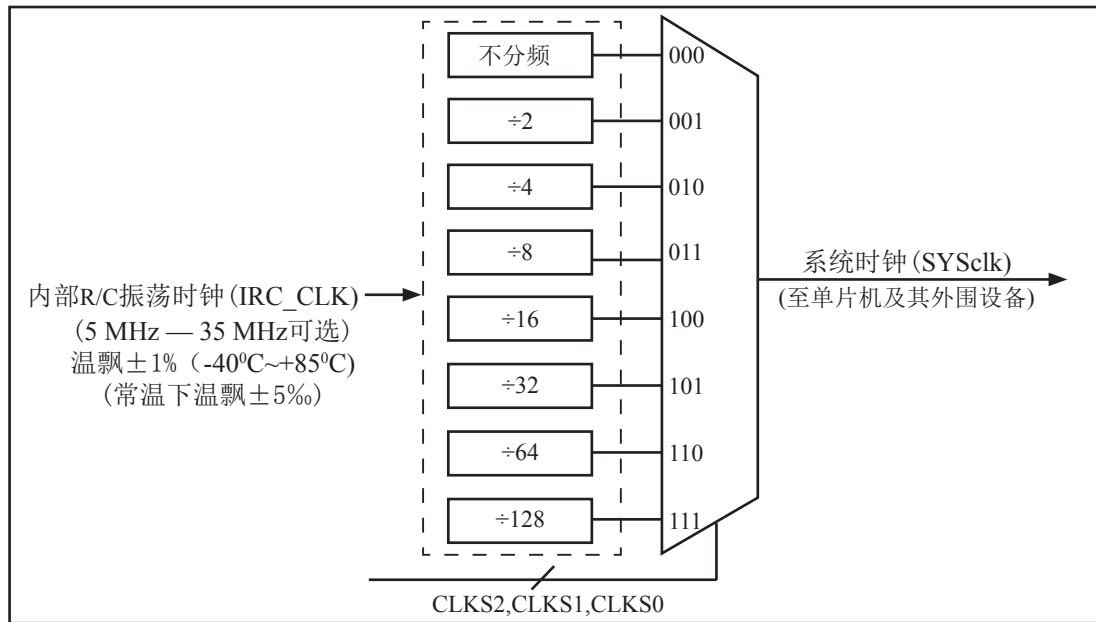 不分频
000
÷2
001
÷4
010
÷8
011
÷16
100
÷32
101
÷64
110
÷128
111
内部R/C振荡时钟(IRC_CLK)
(5 MHz — 35 MHz可选)
温飘±1%（-40⁰C~+85⁰C)
(常温下温飘±5‰)
系统时钟(SYSclk)
(至单片机及其外围设备)
CLKS2,CLKS1,CLKS0